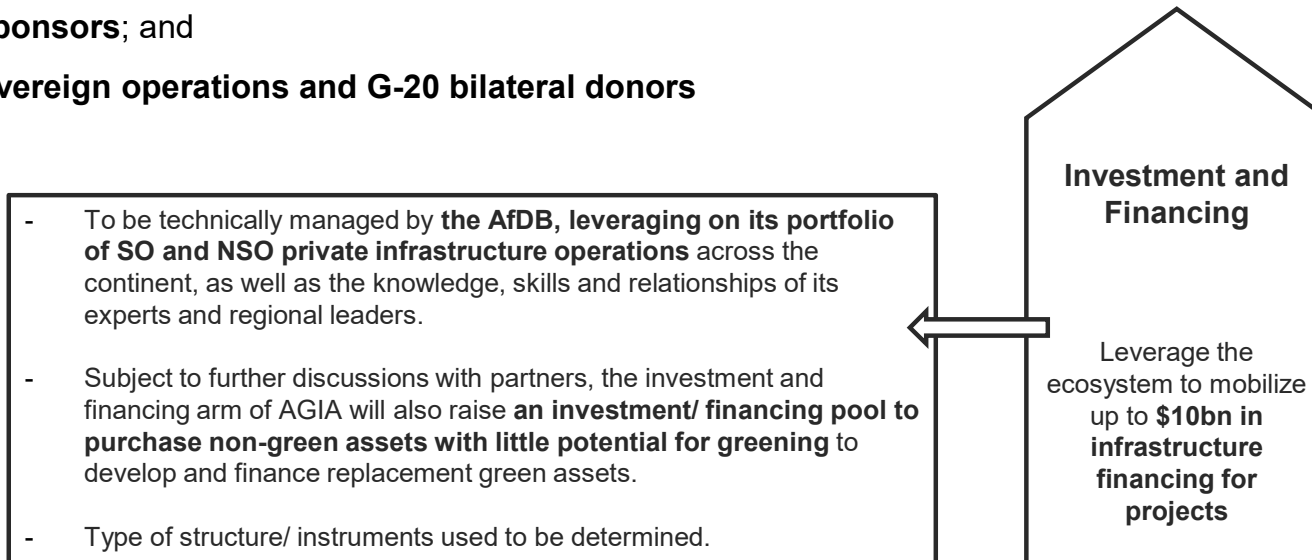 ponsors; and
vereign operations and G-20 bilateral donors
- To be technically managed by the AfDB, leveraging on its portfolio
of SO and NSO private infrastructure operations across the
continent, as well as the knowledge, skills and relationships of its
experts and regional leaders.
- Subject to further discussions with partners, the investment and
financing arm of AGIA will also raise an investment/ financing pool to
purchase non-green assets with little potential for greening to
develop and finance replacement green assets.
- Type of structure/ instruments used to be determined.
Investment and
Financing
Leverage the
ecosystem to mobilize
up to $10bn in
infrastructure
financing for
projects